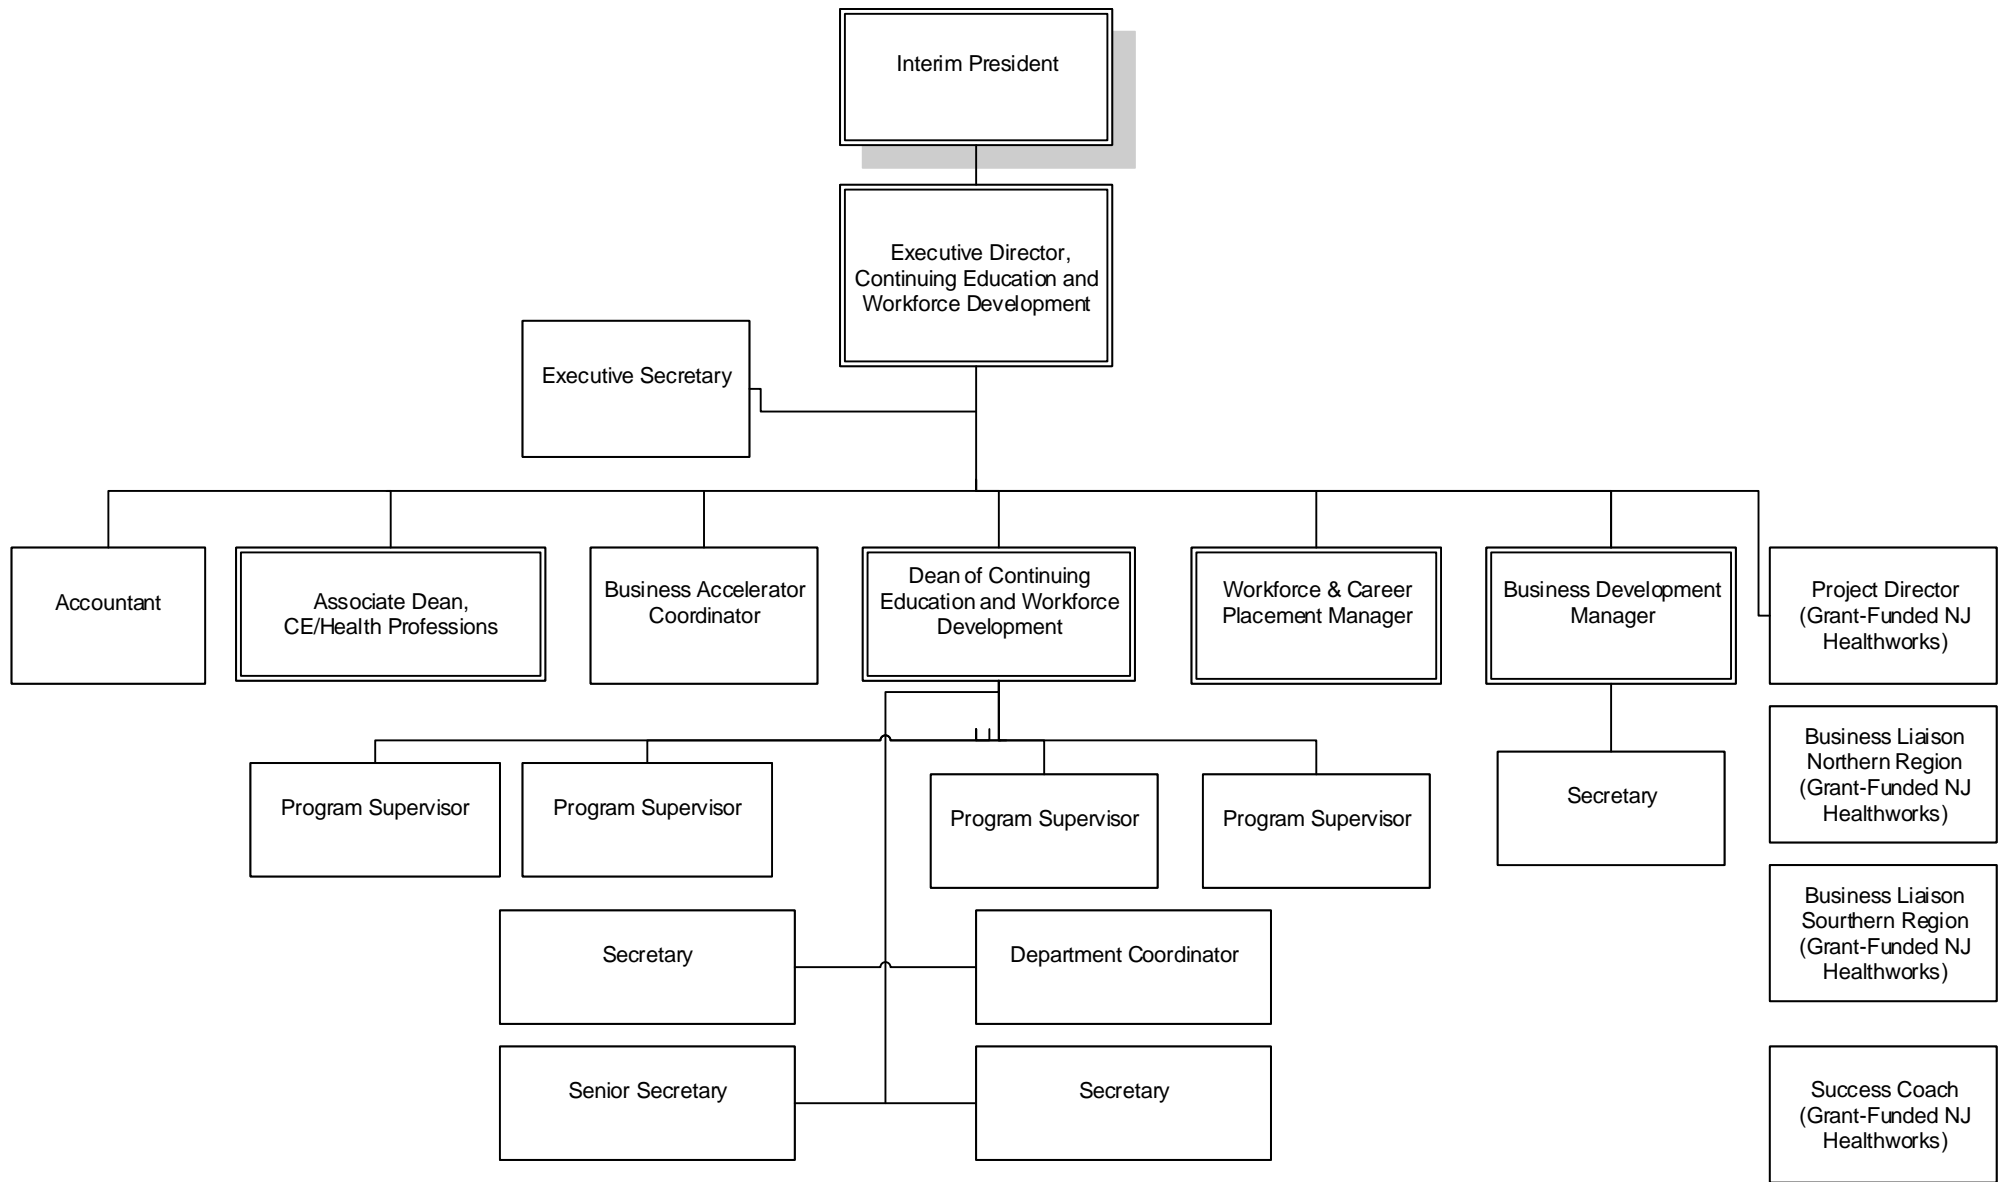 Interim President
Executive Director,
Continuing Education and
Workforce Development
Executive Secretary
Accountant
Associate Dean,
CE/Health Professions
Business Accelerator
Coordinator
Dean of Continuing
Education and Workforce
Development
Workforce & Career
Placement Manager
Business Development
Manager
Project Director
(Grant-Funded NJ
Healthworks)
Program Supervisor
Program Supervisor
Program Supervisor
Program Supervisor
Secretary
Business Liaison
Northern Region
(Grant-Funded NJ
Healthworks)
Secretary
Department Coordinator
Business Liaison
Sourthern Region
(Grant-Funded NJ
Healthworks)
Senior Secretary
Secretary
Success Coach
(Grant-Funded NJ
Healthworks)